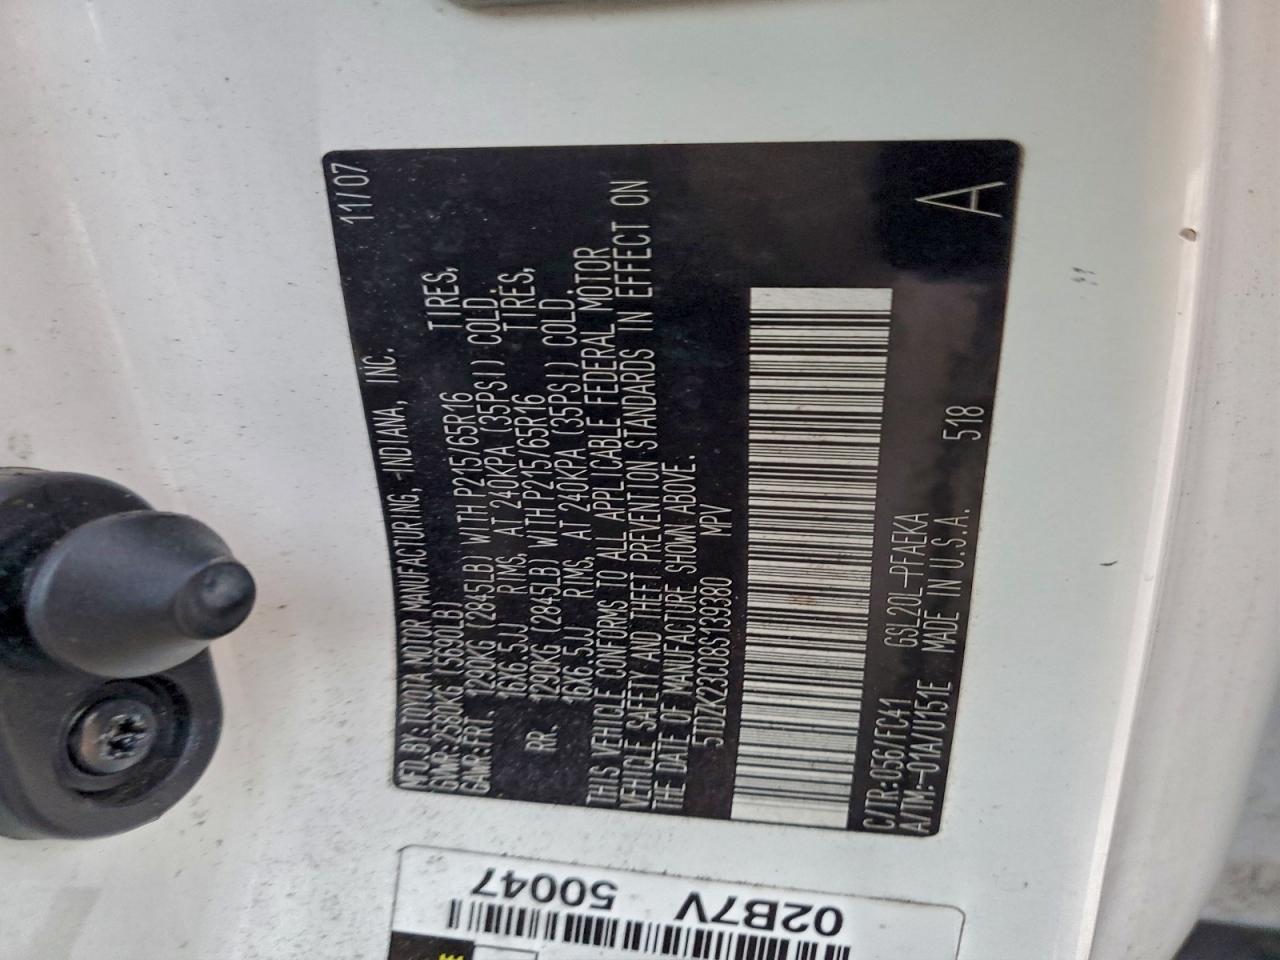 MFD.BY:TOYOTA MOTOR MANUFACTURING, INDIANA, INC. 11/07
GVWR:2580KG (5690LB)
GAWR:FRT. 1290KG (2845LB) WITH P215/65R16 TIRES,
16X6.5JJ RIMS, AT 240KPA (35PSI) COLD.
RR. 1290KG (2845LB) WITH P215/65R16 TIRES,
16X6.5JJ RIMS, AT 240KPA (35PSI) COLD.
THIS VEHICLE CONFORMS TO ALL APPLICABLE FEDERAL MOTOR
VEHICLE SAFETY AND THEFT PREVENTION STANDARDS IN EFFECT ON
THE DATE OF MANUFACTURE SHOWN ABOVE.
5TDZK23C08S139380 MPV
C/TR:056/FC41 GSL20L-PFAEKA
A/TM:-01A/U151E MADE IN U.S.A. 518
A
02B7V
50047